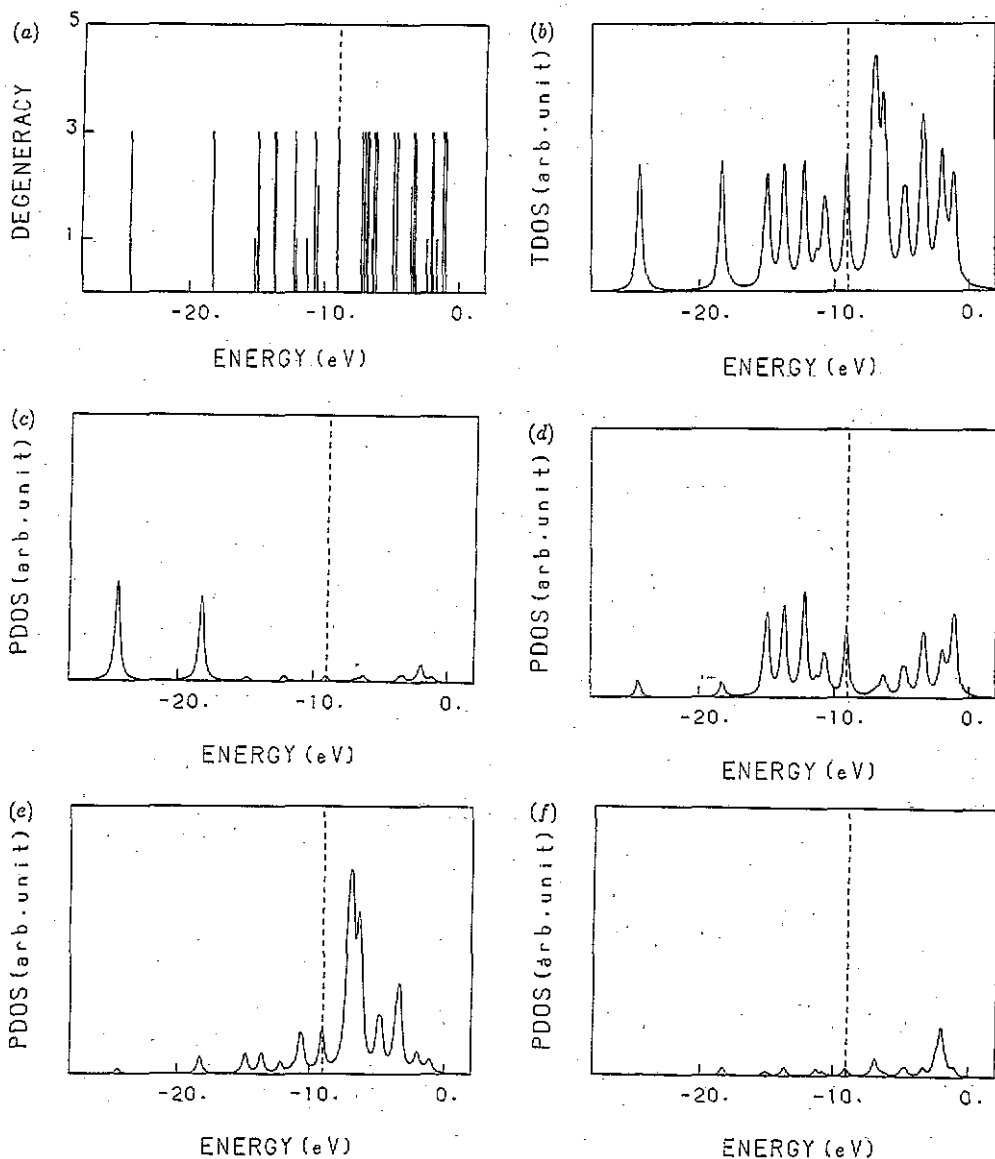 (a)
5
3
1
DEGENERACY
-20.
-10.
0.
ENERGY (eV)
(b)
TDOS (arb.unit)
-20.
-10.
0.
ENERGY (eV)
(c)
PDOS (arb.unit)
-20.
-10.
0.
ENERGY (eV)
(d)
PDOS (arb.unit)
-20.
-10.
0.
ENERGY (eV)
(e)
PDOS (arb.unit)
-20.
-10.
0.
ENERGY (eV)
(f)
PDOS (arb.unit)
-20.
-10.
0.
ENERGY (eV)